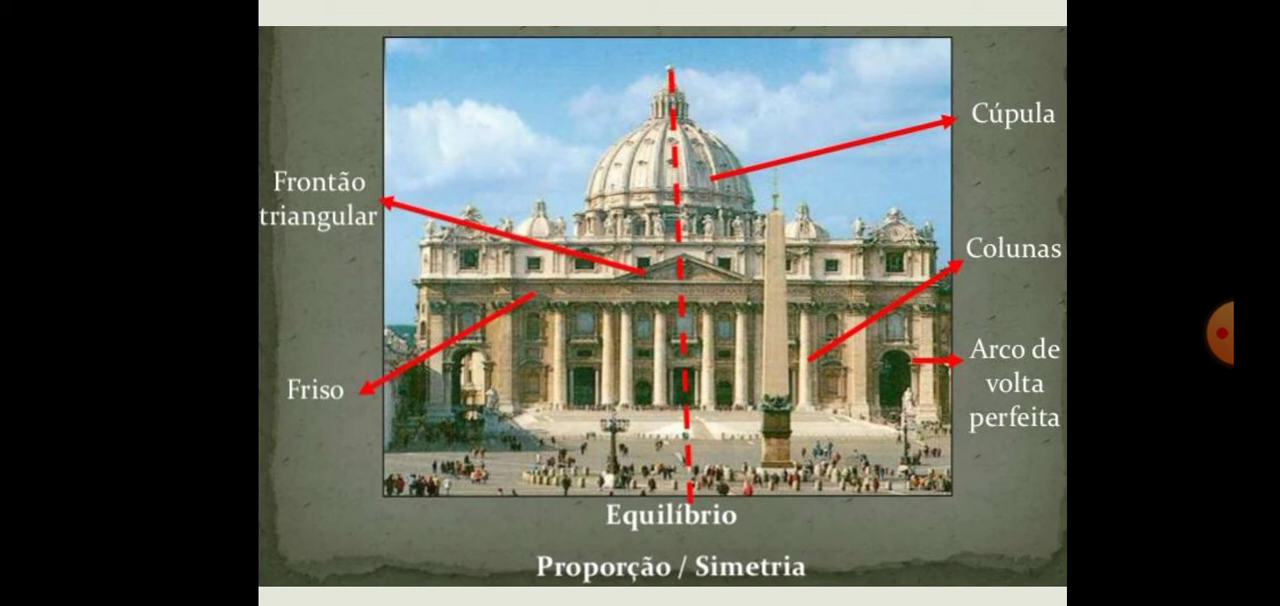 Cúpula
Frontão
triangular
Colunas
Arco de
volta
perfeita
Friso
Equilíbrio
Proporção / Simetria